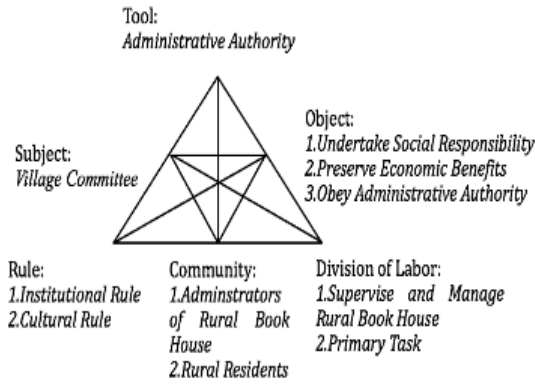 Tool:
Administrative Authority
Object:
1.Undertake Social Responsibility
2.Preserve Economic Benefits
3.Obey Administrative Authority
Subject:
Village Committee
Rule:
1.Institutional Rule
2.Cultural Rule
Community:
1.Adminstrators
of Rural Book
House
2.Rural Residents
Division of Labor:
1.Supervise and Manage
Rural Book House
2.Primary Task